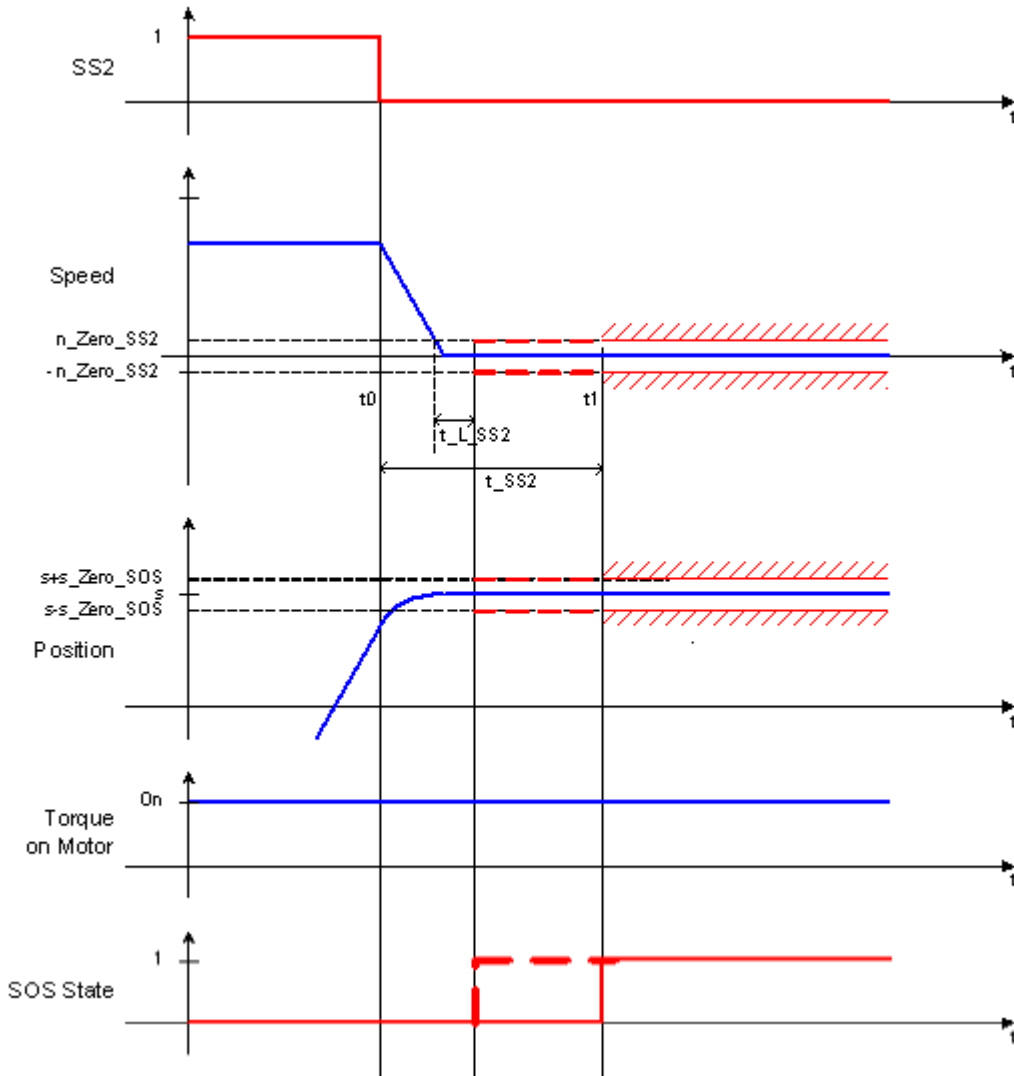 1
SS2
t
Speed
n_Zero_SS2
-n_Zero_SS2
t
t0
t1
t_L_SS2
t_SS2
s+s_Zero_SOS
s
s-s_Zero_SOS
Position
t
On
Torque
on Motor
t
1
SOS State
t